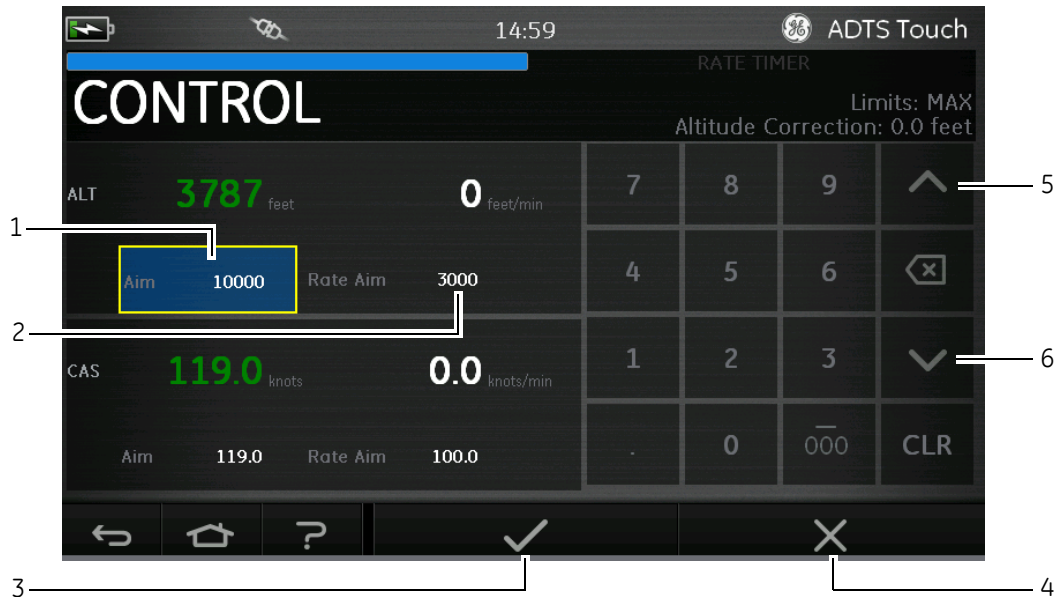 14:59 GE ADTS Touch
RATE TIMER
CONTROL
Limits: MAX
Altitude Correction: 0.0 feet
ALT 3787 feet 0 feet/min
Aim 10000 Rate Aim 3000
CAS 119.0 knots 0.0 knots/min
Aim 119.0 Rate Aim 100.0
7 8 9
4 5 6
1 2 3
. 0 000 CLR
?
1
2
3
4
5
6